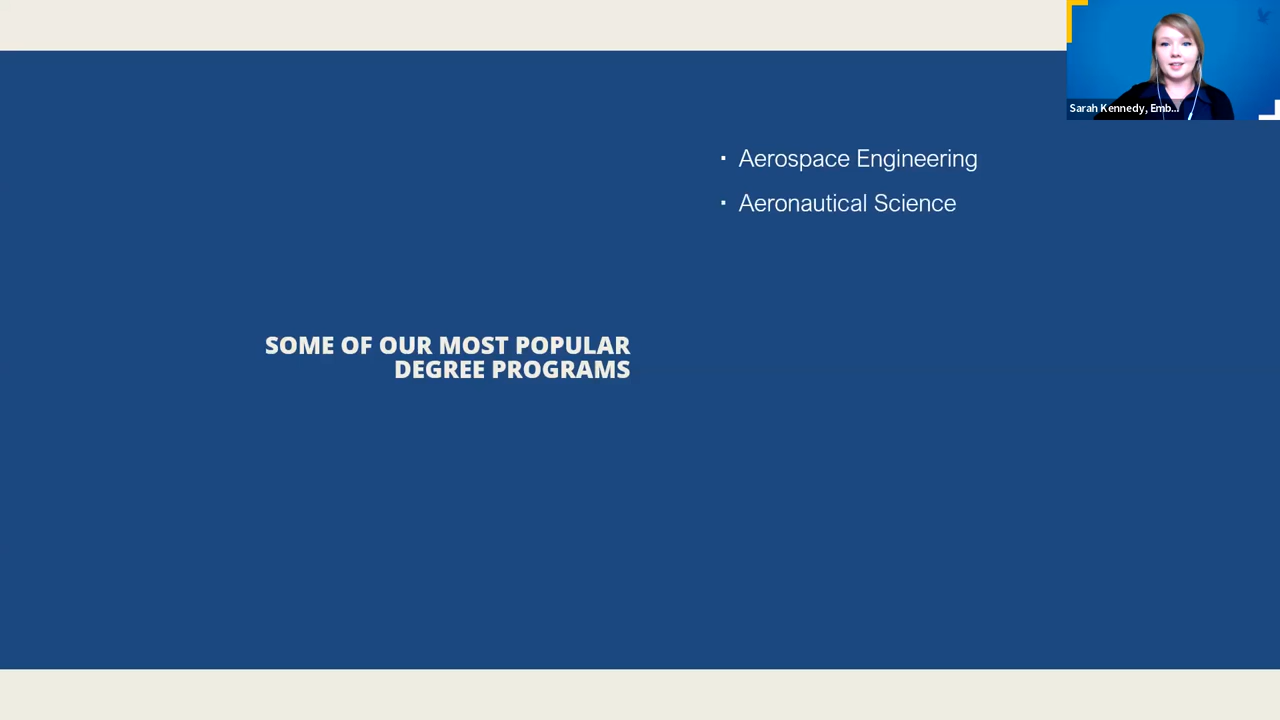 Sarah Kennedy, Emb...
· Aerospace Engineering
· Aeronautical Science
SOME OF OUR MOST POPULAR
DEGREE PROGRAMS